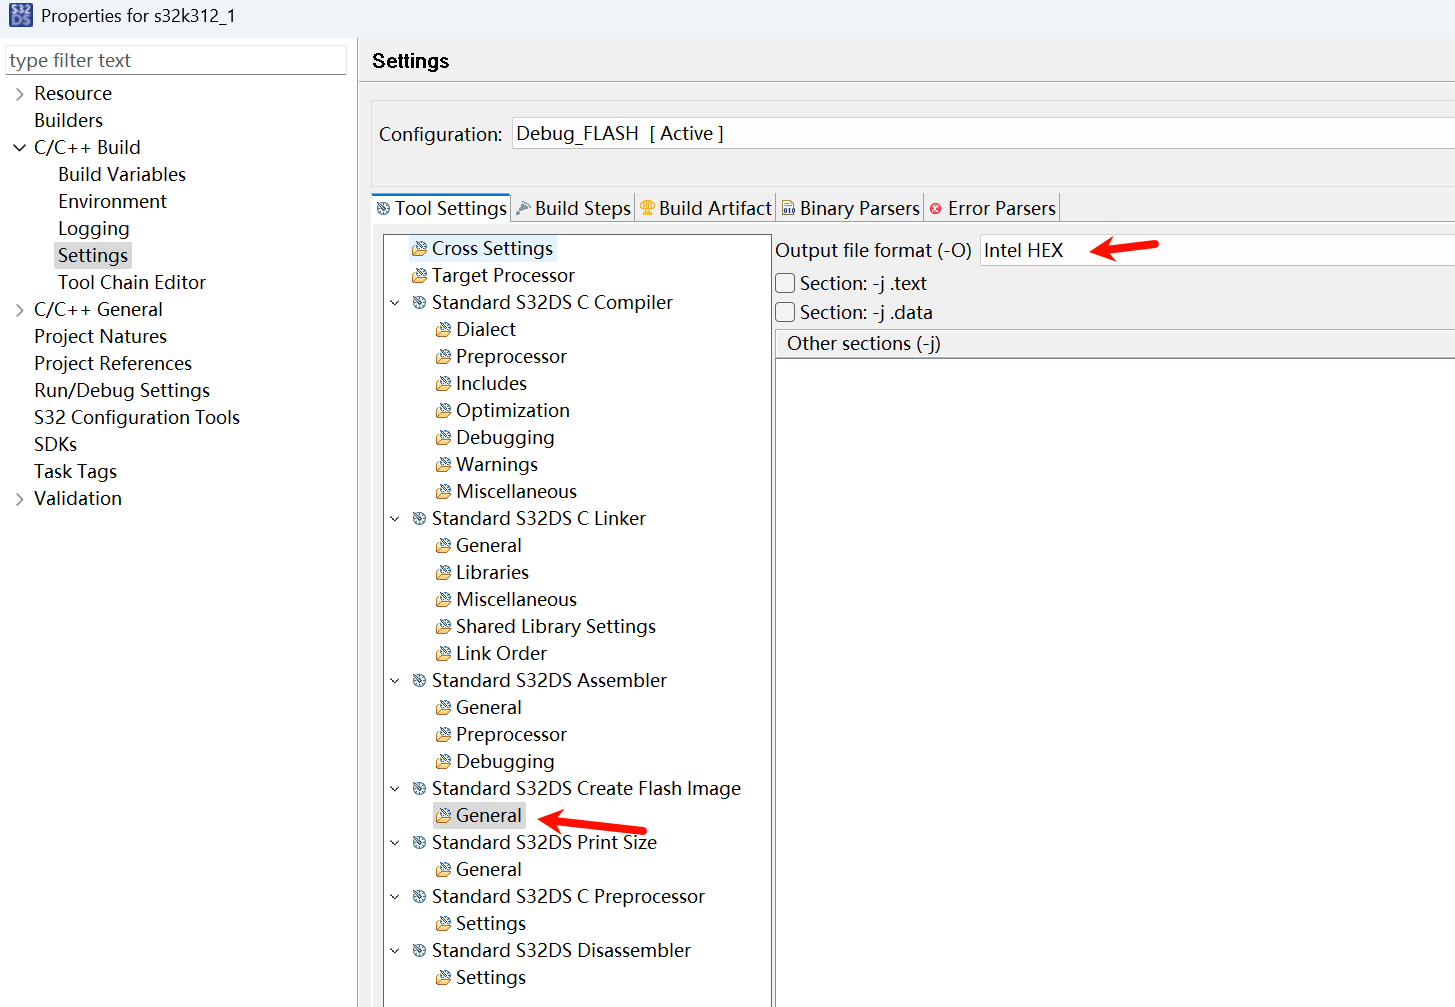 Properties for s32k312_1
type filter text
Resource
Builders
C/C++ Build
Build Variables
Environment
Logging
Settings
Tool Chain Editor
C/C++ General
Project Natures
Project References
Run/Debug Settings
S32 Configuration Tools
SDKs
Task Tags
Validation
Settings
Configuration: Debug_FLASH [ Active ]
Tool Settings Build Steps Build Artifact Binary Parsers Error Parsers
Cross Settings
Target Processor
Standard S32DS C Compiler
Dialect
Preprocessor
Includes
Optimization
Debugging
Warnings
Miscellaneous
Standard S32DS C Linker
General
Libraries
Miscellaneous
Shared Library Settings
Link Order
Standard S32DS Assembler
General
Preprocessor
Debugging
Standard S32DS Create Flash Image
General
Standard S32DS Print Size
General
Standard S32DS C Preprocessor
Settings
Standard S32DS Disassembler
Settings
Output file format (-O) Intel HEX
Section: -j .text
Section: -j .data
Other sections (-j)